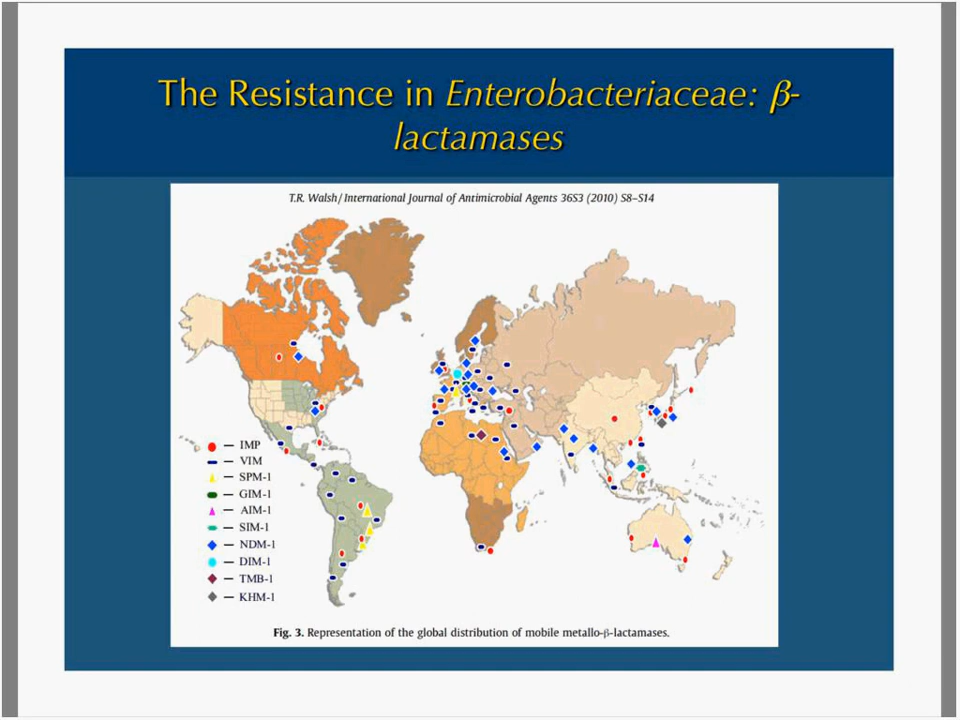 The Resistance in Enterobacteriaceae: β-
lactamases
T.R. Walsh / International Journal of Antimicrobial Agents 36S3 (2010) S8–S14
— IMP
— VIM
— SPM-1
— GIM-1
— AIM-1
— SIM-1
— NDM-1
— DIM-1
— TMB-1
— KHM-1
Fig. 3. Representation of the global distribution of mobile metallo-β-lactamases.